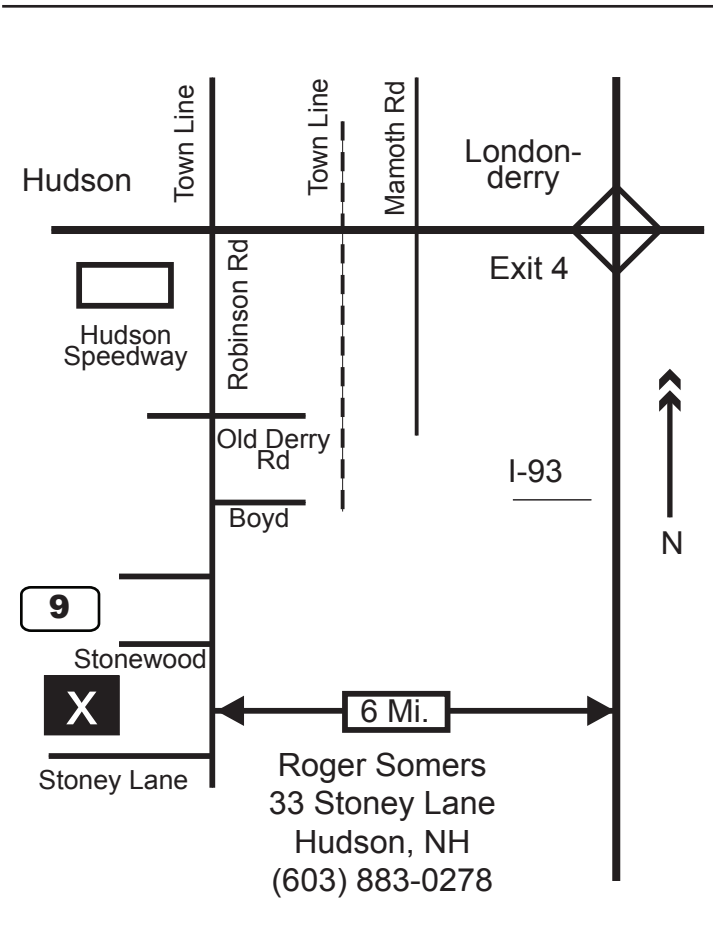 Town Line
Town Line
Mamoth Rd
London-
derry
Hudson
Exit 4
Robinson Rd
Hudson
Speedway
Old Derry
Rd
I-93
Boyd
N
9
Stonewood
X
6 Mi.
Stoney Lane
Roger Somers
33 Stoney Lane
Hudson, NH
(603) 883-0278